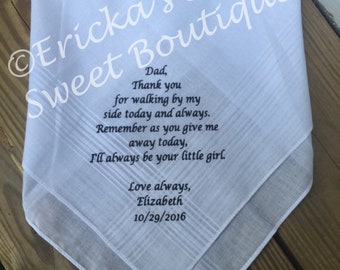 ©Ericka's
Sweet Boutique
Dad,
Thank you
for walking by my
side today and always.
Remember as you give me
away today,
I'll always be your little girl.
Love always,
Elizabeth
10/29/2016